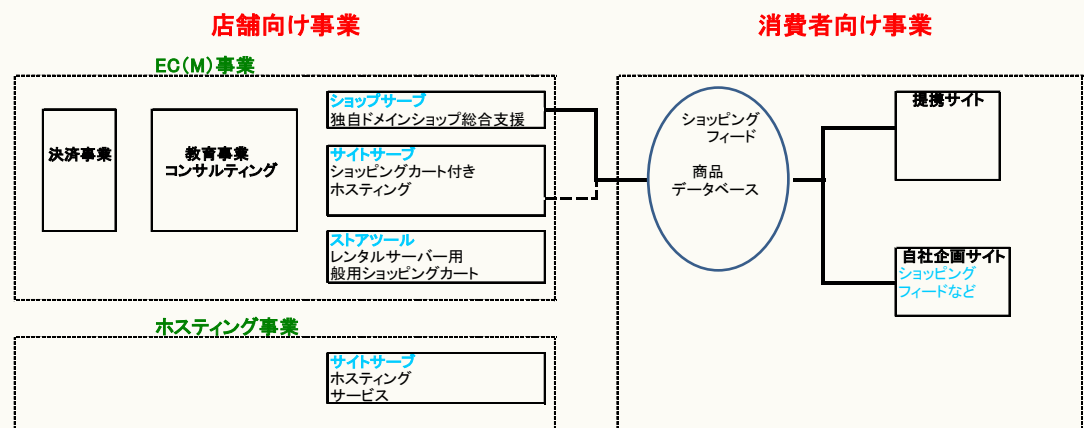 店舗向け事業
消費者向け事業
EC(M)事業
決済事業
教育事業
コンサルティング
ショップサーブ
独自ドメインショップ総合支援
サイトサーブ
ショッピングカート付き
ホスティング
ストアツール
レンタルサーバー用
般用ショッピングカート
ショッピング
フィード
商品
データベース
提携サイト
自社企画サイト
ショッピング
フィードなど
ホスティング事業
サイトサーブ
ホスティング
サービス